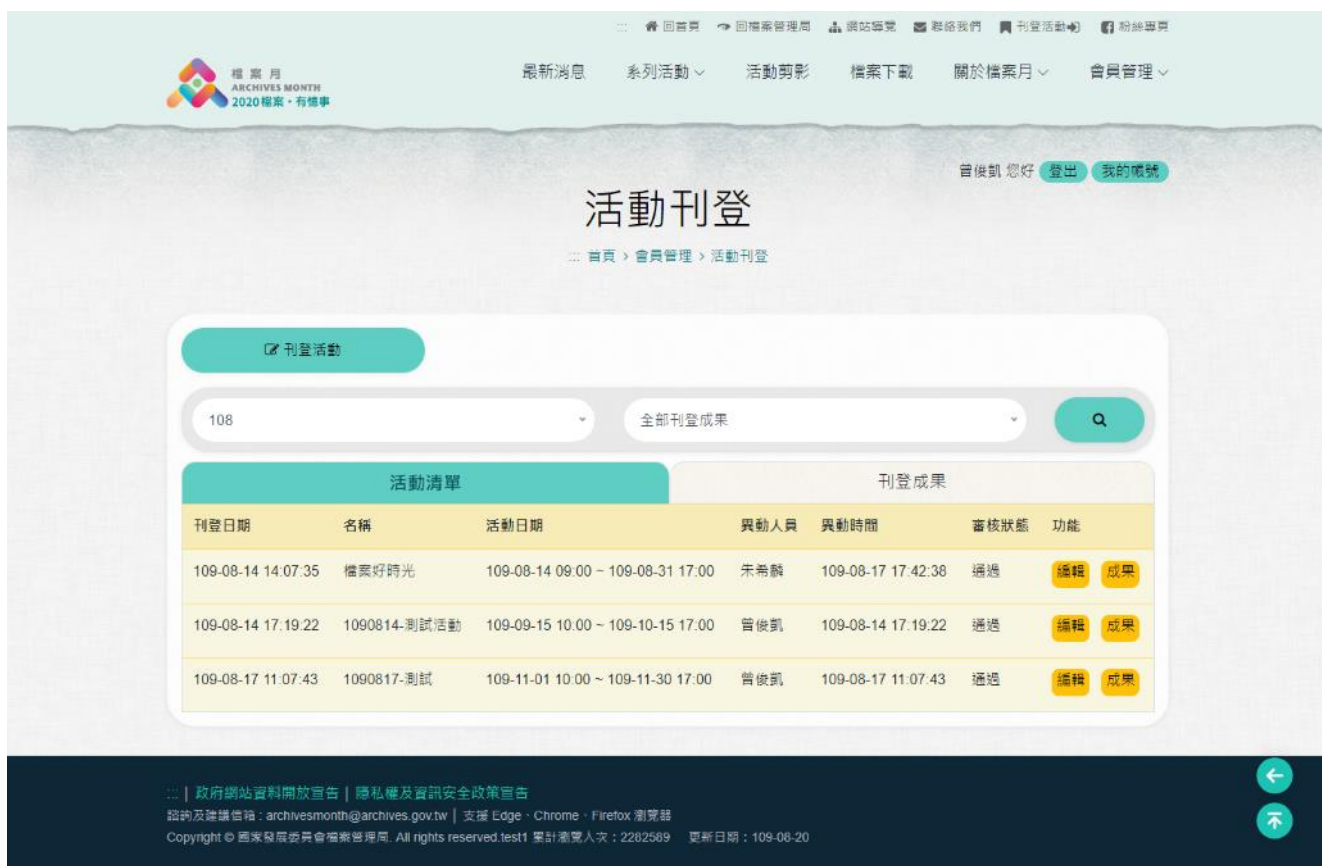 ::: 回首頁 回檔案管理局 網站導覽 聯絡我們 刊登活動 粉絲專頁
檔案月
ARCHIVES MONTH
2020檔案‧有情事
最新消息 系列活動 活動剪影 檔案下載 關於檔案月 會員管理
曾俊凱 您好 登出 我的帳號
活動刊登
::: 首頁 > 會員管理 > 活動刊登
刊登活動
108 全部刊登成果
活動清單 刊登成果
刊登日期 名稱 活動日期 異動人員 異動時間 審核狀態 功能
109-08-14 14:07:35 檔案好時光 109-08-14 09:00 ~ 109-08-31 17:00 朱希麟 109-08-17 17:42:38 通過 編輯 成果
109-08-14 17:19:22 1090814-測試活動 109-09-15 10:00 ~ 109-10-15 17:00 曾俊凱 109-08-14 17:19:22 通過 編輯 成果
109-08-17 11:07:43 1090817-測試 109-11-01 10:00 ~ 109-11-30 17:00 曾俊凱 109-08-17 11:07:43 通過 編輯 成果
::: | 政府網站資料開放宣告 | 隱私權及資訊安全政策宣告
諮詢及建議信箱：archivesmonth@archives.gov.tw | 支援 Edge、Chrome、Firefox 瀏覽器
Copyright © 國家發展委員會檔案管理局. All rights reserved.test1 累計瀏覽人次：2282589 更新日期：109-08-20